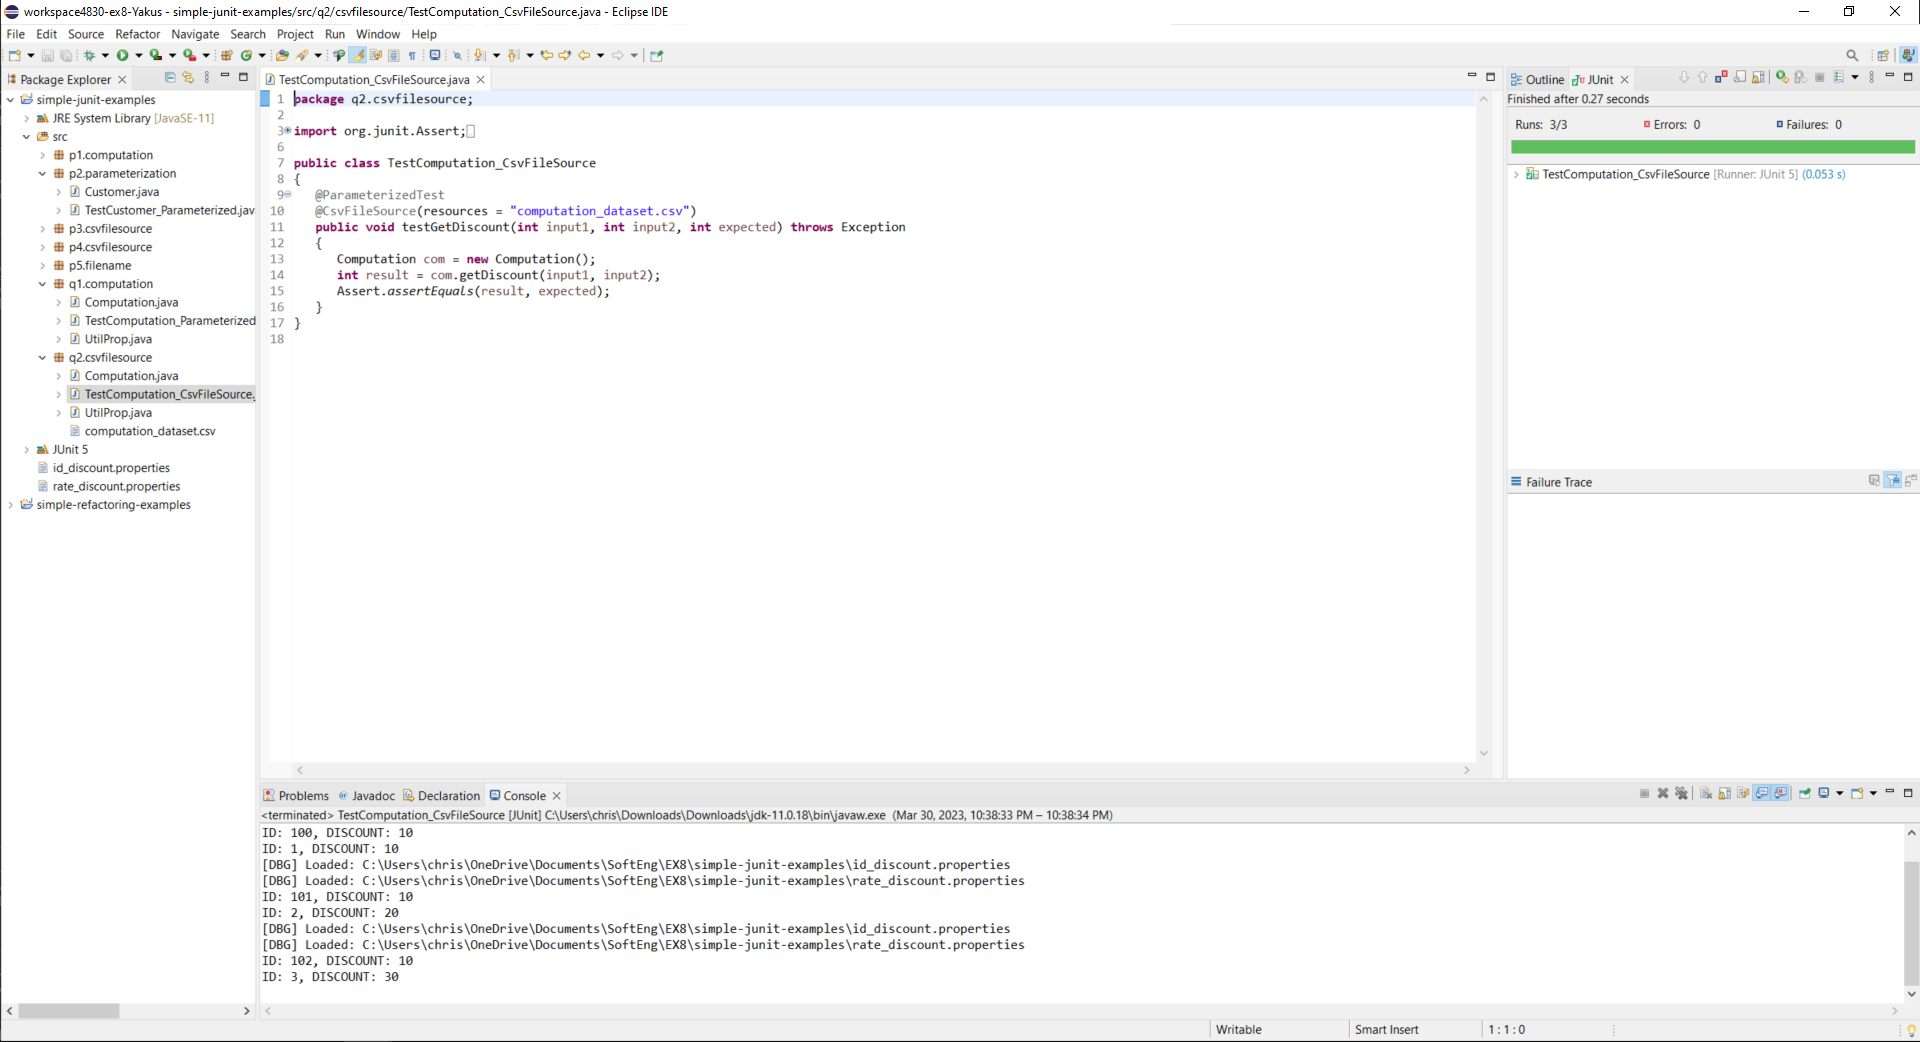 workspace4830-ex8-Yakus - simple-junit-examples/src/q2/csvfilesource/TestComputation_CsvFileSource.java - Eclipse IDE
File Edit Source Refactor Navigate Search Project Run Window Help
Package Explorer
simple-junit-examples
JRE System Library [JavaSE-11]
src
p1.computation
p2.parameterization
Customer.java
TestCustomer_Parameterized.jav
p3.csvfilesource
p4.csvfilesource
p5.filename
q1.computation
Computation.java
TestComputation_Parameterized
UtilProp.java
q2.csvfilesource
Computation.java
TestComputation_CsvFileSource.
UtilProp.java
computation_dataset.csv
JUnit 5
id_discount.properties
rate_discount.properties
simple-refactoring-examples
TestComputation_CsvFileSource.java
1 package q2.csvfilesource;
2
3 import org.junit.Assert;
6
7 public class TestComputation_CsvFileSource
8 {
9 @ParameterizedTest
10 @CsvFileSource(resources = "computation_dataset.csv")
11 public void testGetDiscount(int input1, int input2, int expected) throws Exception
12 {
13 Computation com = new Computation();
14 int result = com.getDiscount(input1, input2);
15 Assert.assertEquals(result, expected);
16 }
17 }
18
Outline JUnit
Finished after 0.27 seconds
Runs: 3/3 Errors: 0 Failures: 0
TestComputation_CsvFileSource [Runner: JUnit 5] (0.053 s)
Failure Trace
Problems Javadoc Declaration Console
<terminated> TestComputation_CsvFileSource [JUnit] C:\Users\chris\Downloads\Downloads\jdk-11.0.18\bin\javaw.exe (Mar 30, 2023, 10:38:33 PM – 10:38:34 PM)
ID: 100, DISCOUNT: 10
ID: 1, DISCOUNT: 10
[DBG] Loaded: C:\Users\chris\OneDrive\Documents\SoftEng\EX8\simple-junit-examples\id_discount.properties
[DBG] Loaded: C:\Users\chris\OneDrive\Documents\SoftEng\EX8\simple-junit-examples\rate_discount.properties
ID: 101, DISCOUNT: 10
ID: 2, DISCOUNT: 20
[DBG] Loaded: C:\Users\chris\OneDrive\Documents\SoftEng\EX8\simple-junit-examples\id_discount.properties
[DBG] Loaded: C:\Users\chris\OneDrive\Documents\SoftEng\EX8\simple-junit-examples\rate_discount.properties
ID: 102, DISCOUNT: 10
ID: 3, DISCOUNT: 30
Writable Smart Insert 1 : 1 : 0